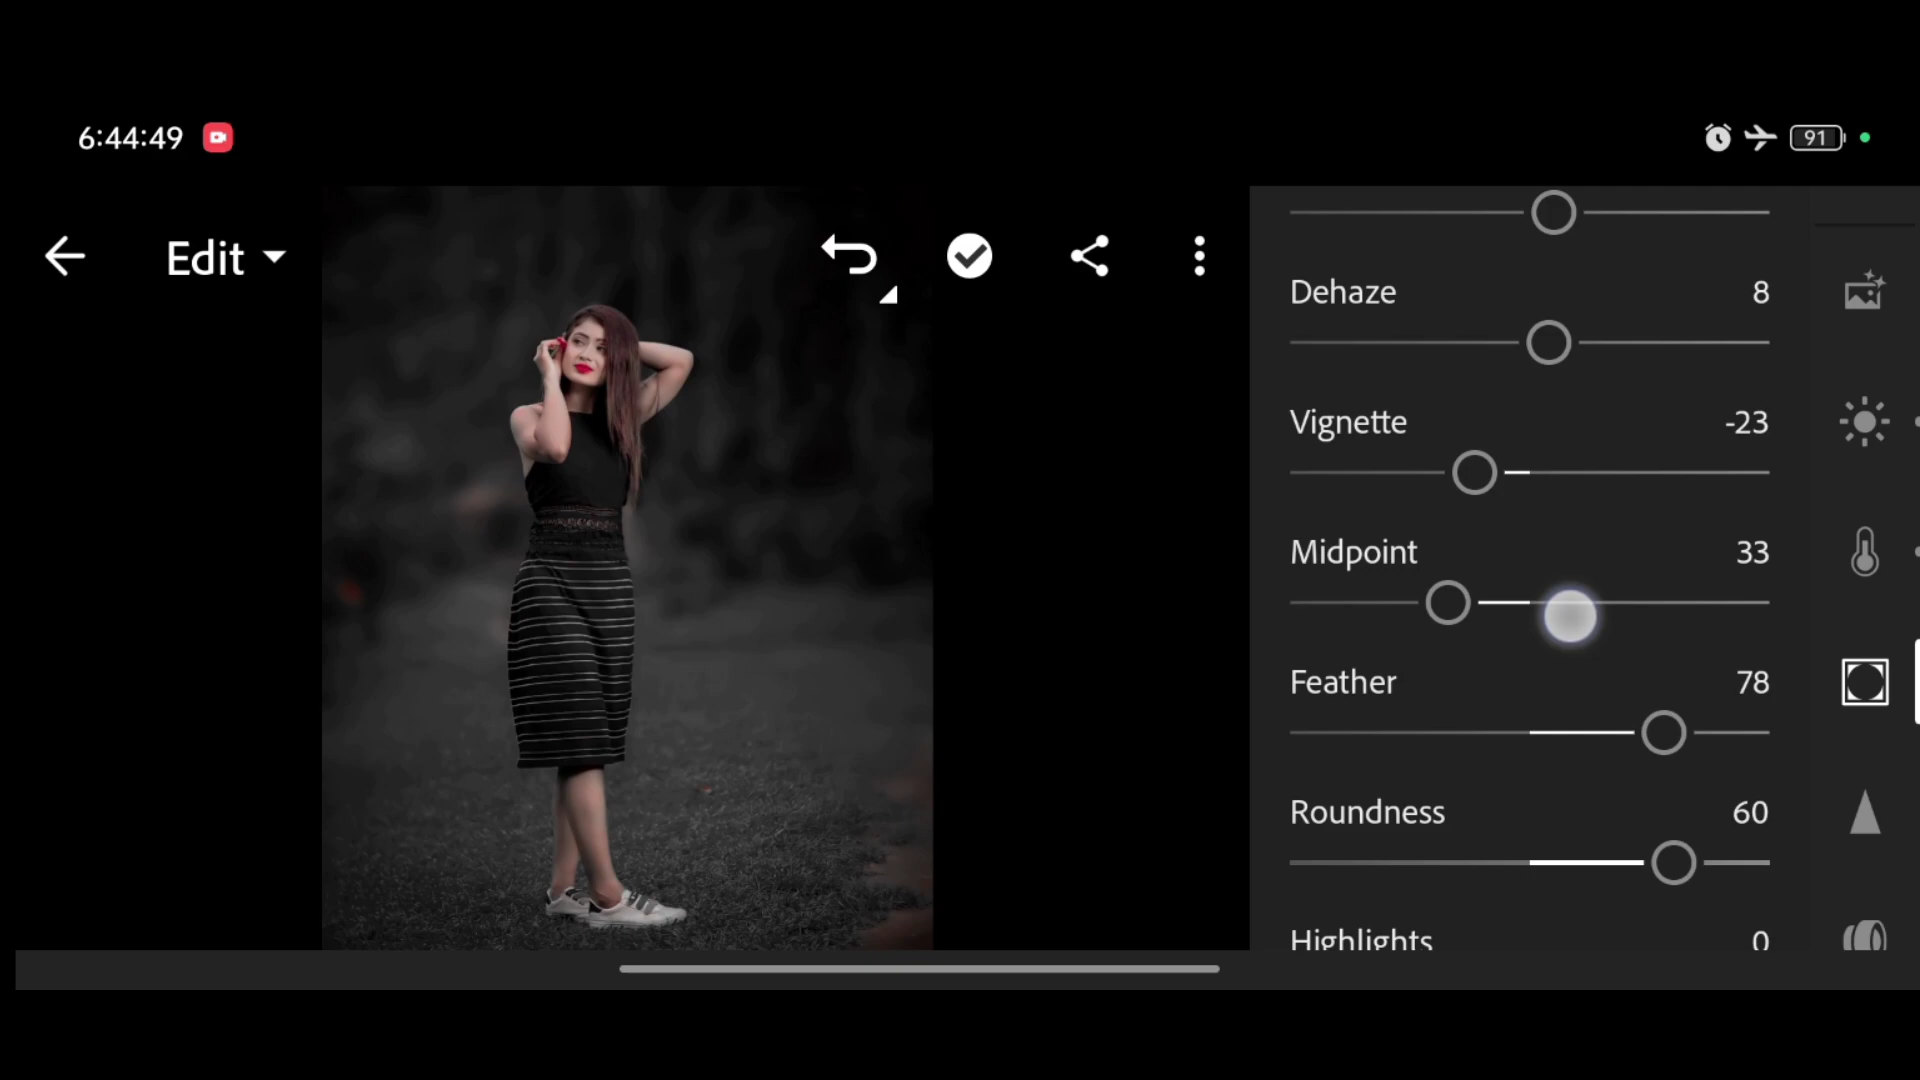 6:44:49
91
Edit
Dehaze 8
Vignette -23
Midpoint 33
Feather 78
Roundness 60
Highlights 0